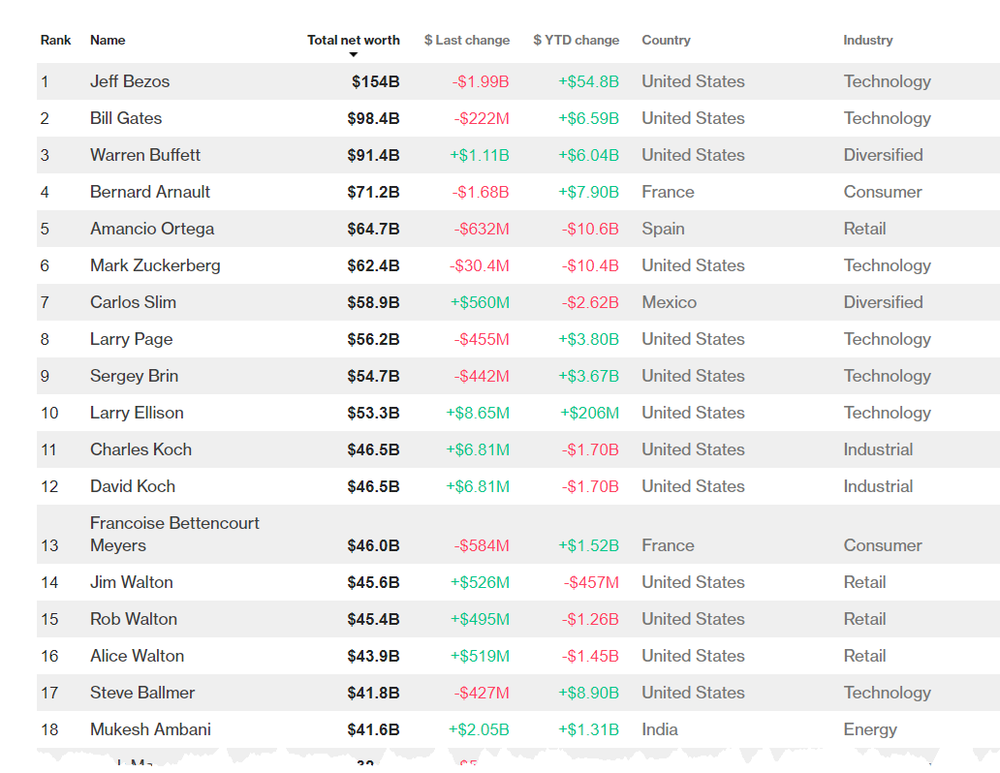 Rank Name Total net worth $ Last change $ YTD change Country Industry
1 Jeff Bezos $154B -$1.99B +$54.8B United States Technology
2 Bill Gates $98.4B -$222M +$6.59B United States Technology
3 Warren Buffett $91.4B +$1.11B +$6.04B United States Diversified
4 Bernard Arnault $71.2B -$1.68B +$7.90B France Consumer
5 Amancio Ortega $64.7B -$632M -$10.6B Spain Retail
6 Mark Zuckerberg $62.4B -$30.4M -$10.4B United States Technology
7 Carlos Slim $58.9B +$560M -$2.62B Mexico Diversified
8 Larry Page $56.2B -$455M +$3.80B United States Technology
9 Sergey Brin $54.7B -$442M +$3.67B United States Technology
10 Larry Ellison $53.3B +$8.65M +$206M United States Technology
11 Charles Koch $46.5B +$6.81M -$1.70B United States Industrial
12 David Koch $46.5B +$6.81M -$1.70B United States Industrial
Francoise Bettencourt
13 Meyers $46.0B -$584M +$1.52B France Consumer
14 Jim Walton $45.6B +$526M -$457M United States Retail
15 Rob Walton $45.4B +$495M -$1.26B United States Retail
16 Alice Walton $43.9B +$519M -$1.45B United States Retail
17 Steve Ballmer $41.8B -$427M +$8.90B United States Technology
18 Mukesh Ambani $41.6B +$2.05B +$1.31B India Energy